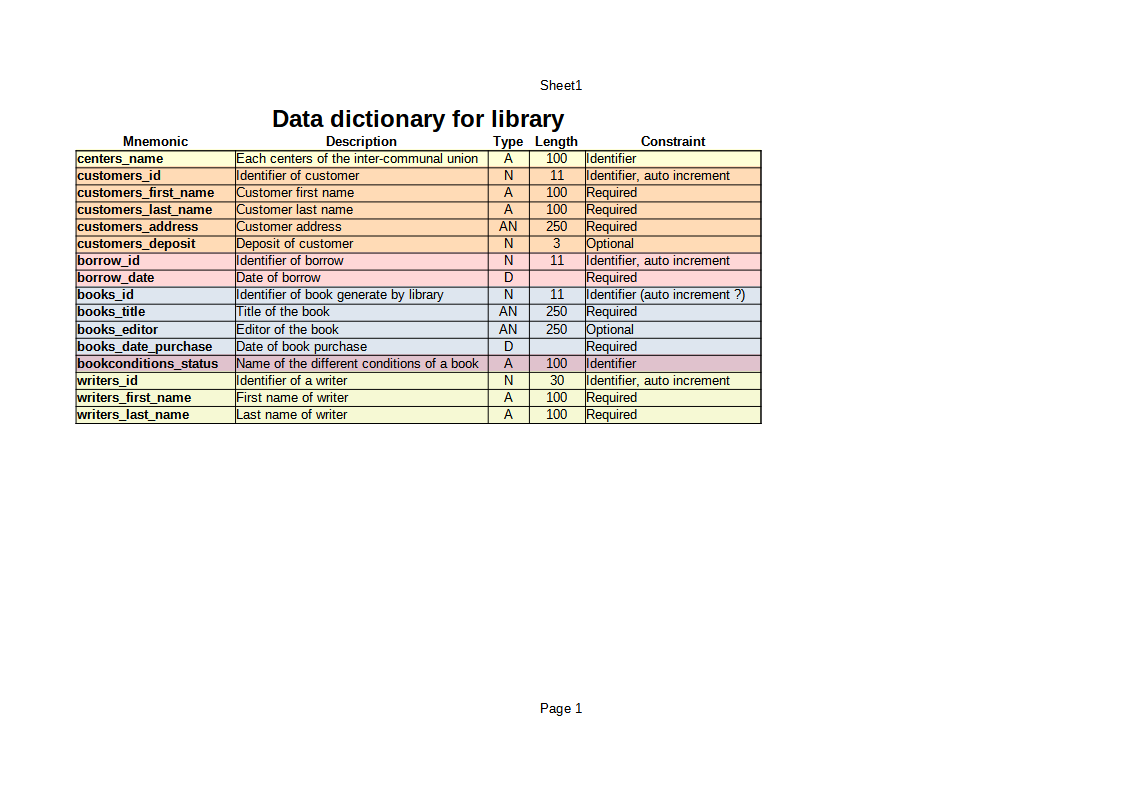 Sheet1
Data dictionary for library
Mnemonic Description Type Length Constraint
centers_name Each centers of the inter-communal union A 100 Identifier
customers_id Identifier of customer N 11 Identifier, auto increment
customers_first_name Customer first name A 100 Required
customers_last_name Customer last name A 100 Required
customers_address Customer address AN 250 Required
customers_deposit Deposit of customer N 3 Optional
borrow_id Identifier of borrow N 11 Identifier, auto increment
borrow_date Date of borrow D Required
books_id Identifier of book generate by library N 11 Identifier (auto increment ?)
books_title Title of the book AN 250 Required
books_editor Editor of the book AN 250 Optional
books_date_purchase Date of book purchase D Required
bookconditions_status Name of the different conditions of a book A 100 Identifier
writers_id Identifier of a writer N 30 Identifier, auto increment
writers_first_name First name of writer A 100 Required
writers_last_name Last name of writer A 100 Required
Page 1